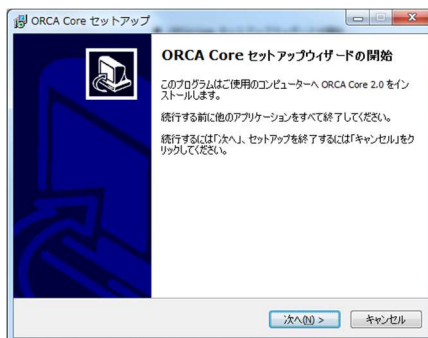 ORCA Core セットアップ
ORCA Core セットアップウィザードの開始
このプログラムはご使用のコンピューターへ ORCA Core 2.0 をイン
ストールします。
続行する前に他のアプリケーションをすべて終了してください。
続行するには「次へ」、セットアップを終了するには「キャンセル」をク
リックしてください。
次へ(N) >
キャンセル